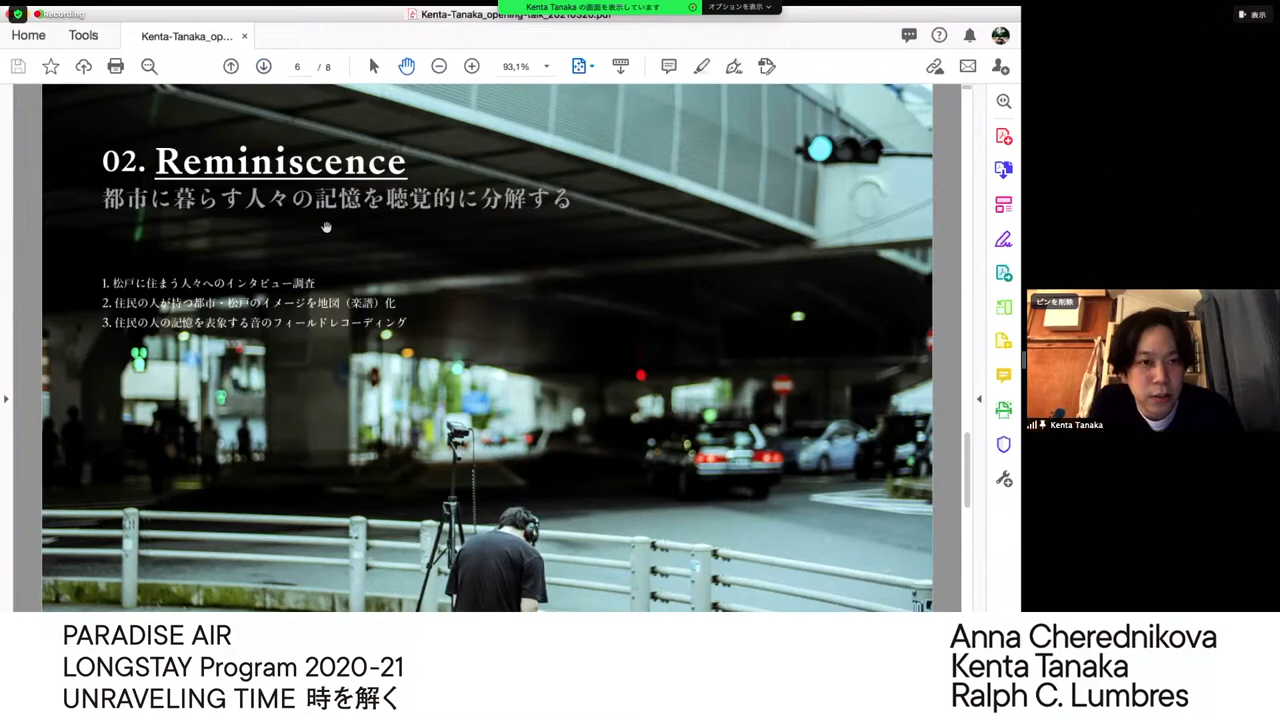 Recording
Kenta-Tanaka_opening-talk_20210320.pdf
Kenta Tanaka の画面を表示しています
オプションを表示
表示
Home
Tools
Kenta-Tanaka_op...
6 / 8
93,1%
02. Reminiscence
都市に暮らす人々の記憶を聴覚的に分解する
1. 松戸に住まう人々へのインタビュー調査
2. 住民の人が持つ都市・松戸のイメージを地図（楽譜）化
3. 住民の人の記憶を表象する音のフィールドレコーディング
ピンを削除
Kenta Tanaka
PARADISE AIR
LONGSTAY Program 2020-21
UNRAVELING TIME 時を解く
Anna Cherednikova
Kenta Tanaka
Ralph C. Lumbres